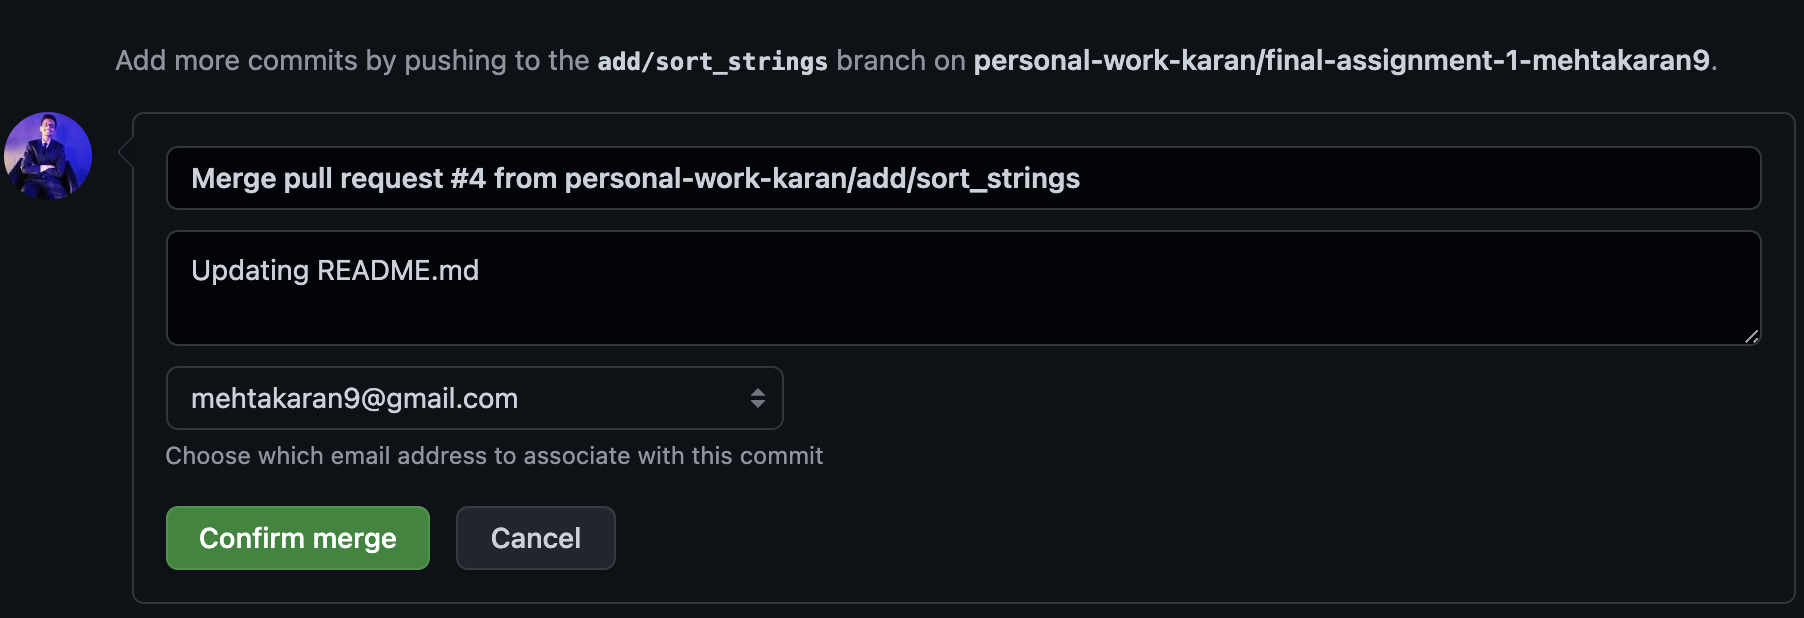 Add more commits by pushing to the add/sort_strings branch on personal-work-karan/final-assignment-1-mehtakaran9.
Merge pull request #4 from personal-work-karan/add/sort_strings
Updating README.md
mehtakaran9@gmail.com
Choose which email address to associate with this commit
Confirm merge Cancel